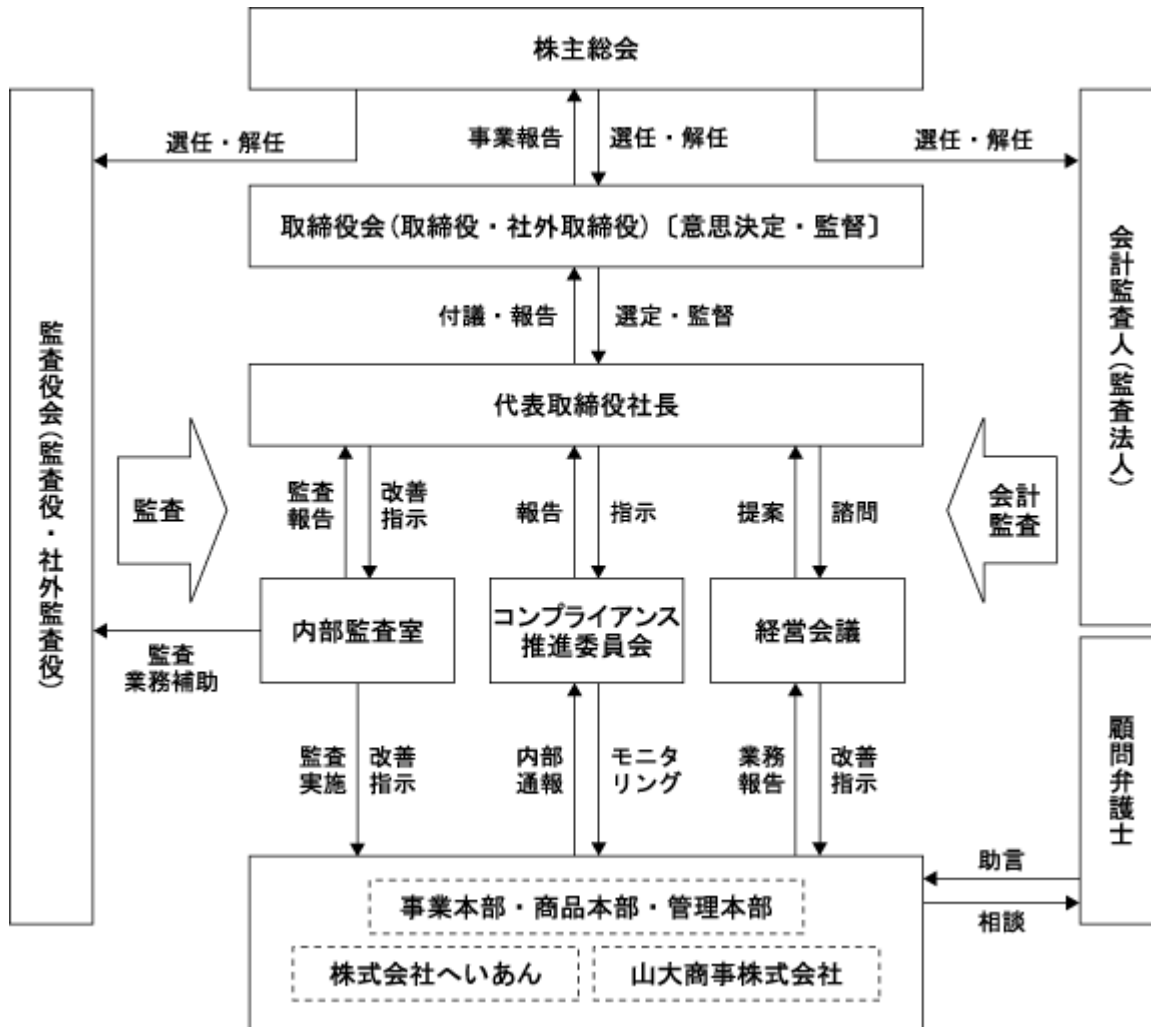 株主総会
選任・解任
事業報告
選任・解任
選任・解任
取締役会(取締役・社外取締役)〔意思決定・監督〕
付議・報告
選定・監督
代表取締役社長
監査役会(監査役・社外監査役)
会計監査人(監査法人)
監査
会計
監査
監査
報告
改善
指示
報告
指示
提案
諮問
内部監査室
コンプライアンス
推進委員会
経営会議
監査
業務補助
監査
実施
改善
指示
内部
通報
モニタ
リング
業務
報告
改善
指示
顧問弁護士
助言
相談
事業本部・商品本部・管理本部
株式会社へいあん
山大商事株式会社